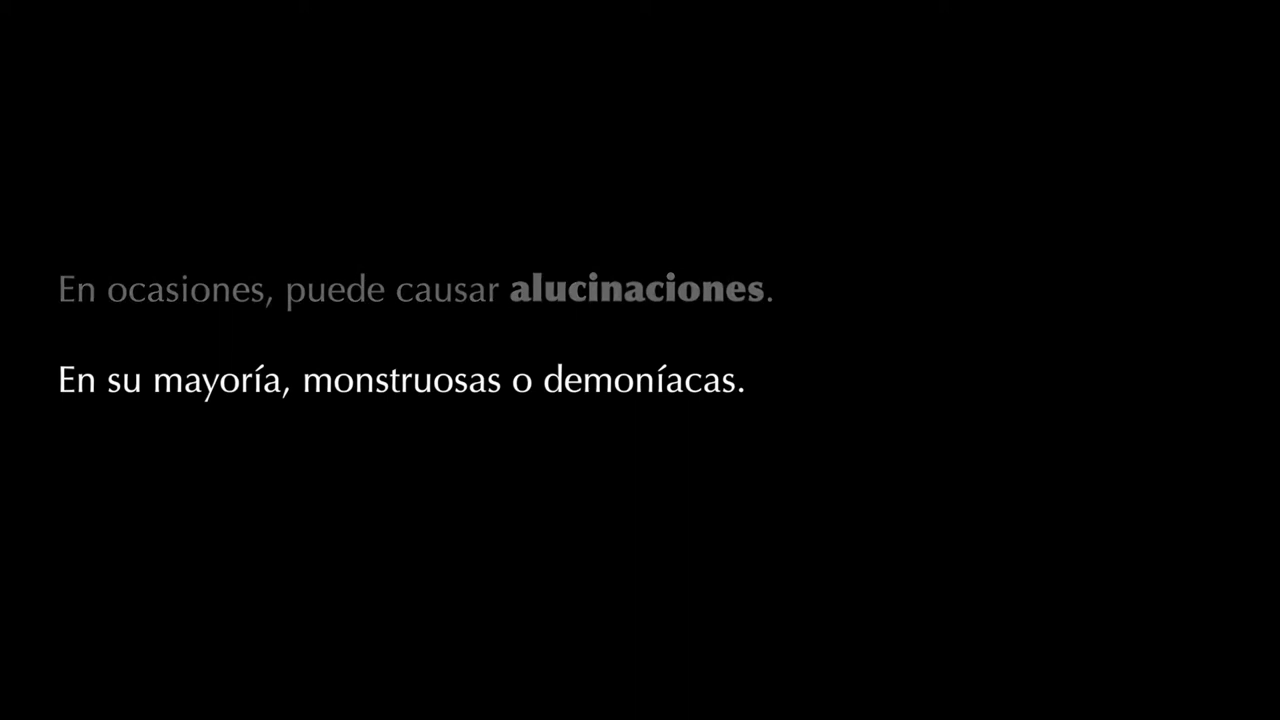 En ocasiones, puede causar alucinaciones.
En su mayoría, monstruosas o demoníacas.